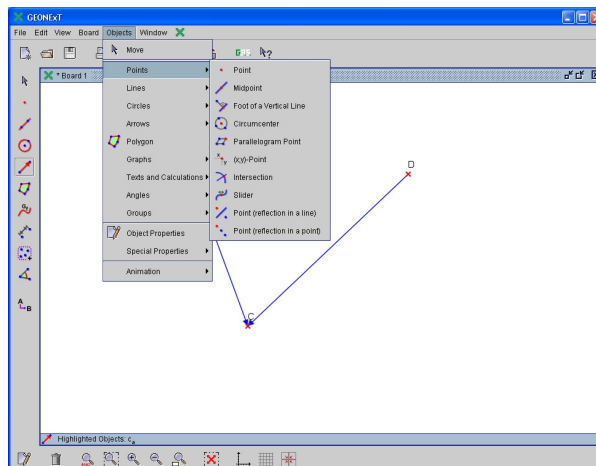 GEONExT
File Edit View Board Objects Window
* Board 1
Move
Points
Lines
Circles
Arrows
Polygon
Graphs
Texts and Calculations
Angles
Groups
Object Properties
Special Properties
Animation
Point
Midpoint
Foot of a Vertical Line
Circumcenter
Parallelogram Point
(x,y)-Point
Intersection
Slider
Point (reflection in a line)
Point (reflection in a point)
D
C
A
B
Highlighted Objects: ca